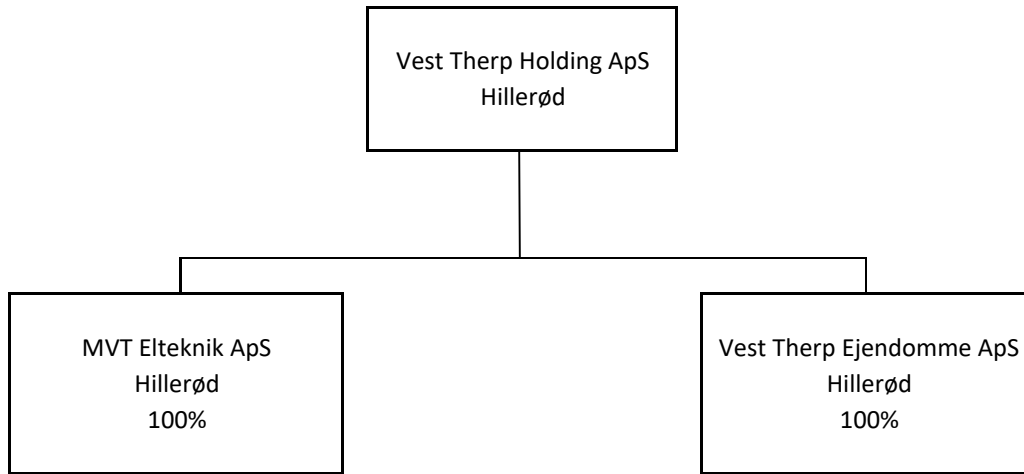 Vest Therp Holding ApS
Hillerød
MVT Elteknik ApS
Hillerød
100%
Vest Therp Ejendomme ApS
Hillerød
100%